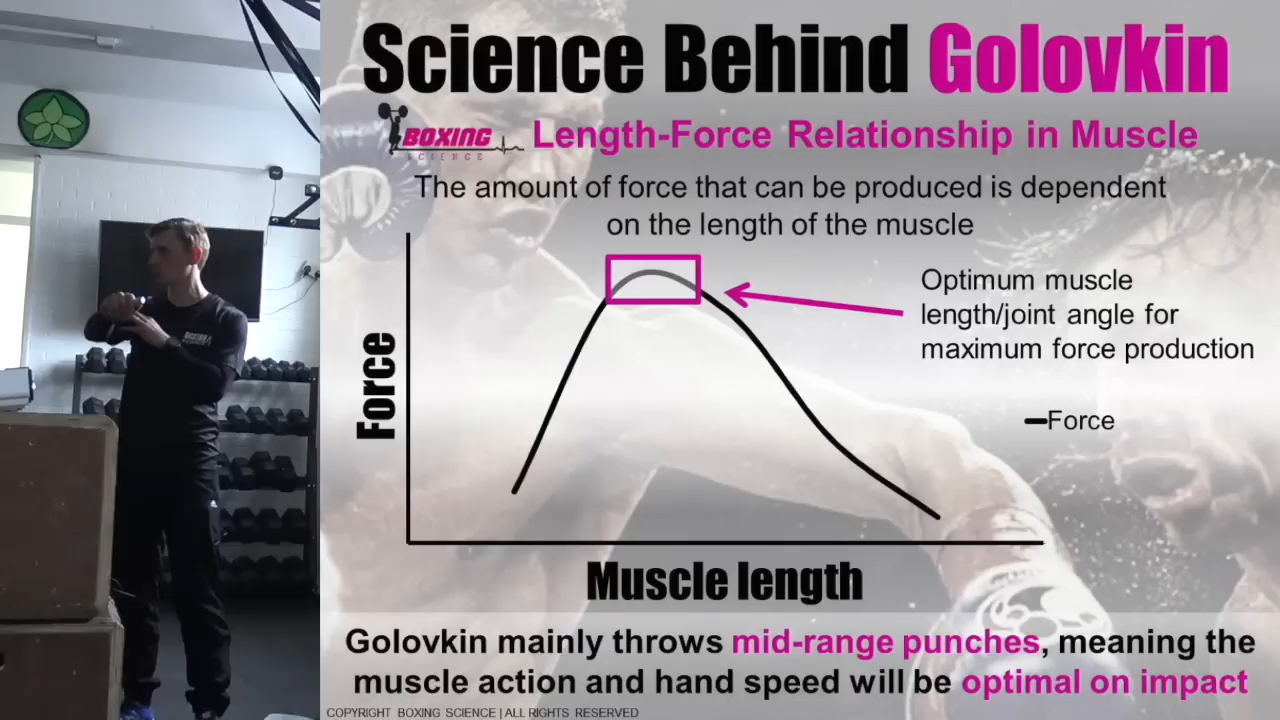 Science Behind Golovkin
BOXING
SCIENCE
Length-Force Relationship in Muscle
The amount of force that can be produced is dependent
on the length of the muscle
Optimum muscle
length/joint angle for
maximum force production
Force
Force
Muscle length
Golovkin mainly throws mid-range punches, meaning the
muscle action and hand speed will be optimal on impact
COPYRIGHT BOXING SCIENCE | ALL RIGHTS RESERVED